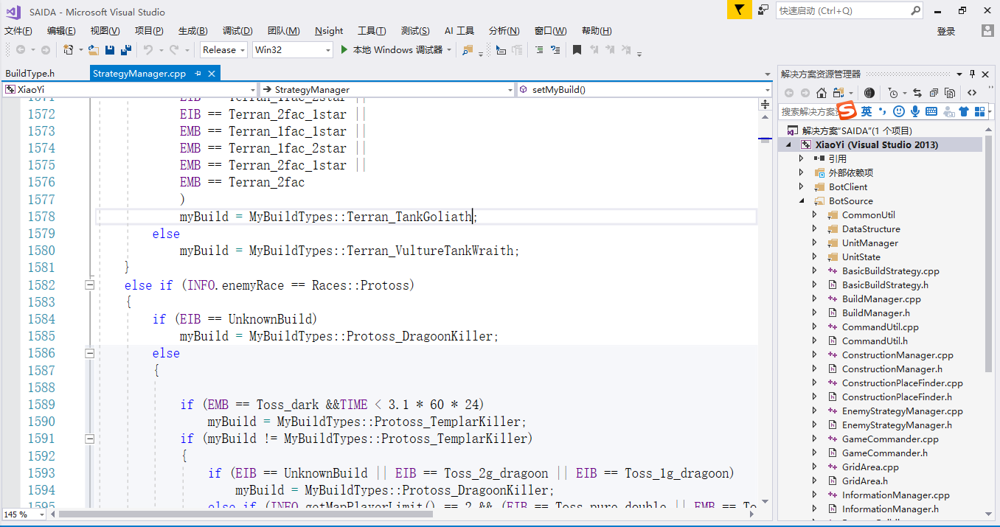 SAIDA - Microsoft Visual Studio
快速启动 (Ctrl+Q)
文件(F) 编辑(E) 视图(V) 项目(P) 生成(B) 调试(D) 团队(M) Nsight 工具(T) 测试(S) AI 工具 分析(N) 窗口(W) 帮助(H) 登录
Release Win32 本地 Windows 调试器
BuildType.h StrategyManager.cpp
XiaoYi StrategyManager setMyBuild()
1571 EIB == Terran_1fac_2star ||
1572 EIB == Terran_2fac_1star ||
1573 EMB == Terran_1fac_1star ||
1574 EMB == Terran_1fac_2star ||
1575 EMB == Terran_2fac_1star ||
1576 EMB == Terran_2fac
1577 )
1578 myBuild = MyBuildTypes::Terran_TankGoliath;
1579 else
1580 myBuild = MyBuildTypes::Terran_VultureTankWraith;
1581 }
1582 else if (INFO.enemyRace == Races::Protoss)
1583 {
1584 if (EIB == UnknownBuild)
1585 myBuild = MyBuildTypes::Protoss_DragoonKiller;
1586 else
1587 {
1588
1589 if (EMB == Toss_dark &&TIME < 3.1 * 60 * 24)
1590 myBuild = MyBuildTypes::Protoss_TemplarKiller;
1591 if (myBuild != MyBuildTypes::Protoss_TemplarKiller)
1592 {
1593 if (EIB == UnknownBuild || EIB == Toss_2g_dragoon || EIB == Toss_1g_dragoon)
1594 myBuild = MyBuildTypes::Protoss_DragoonKiller;
1595 else if (INFO.getMapPlayerLimit() == 2 && (EIB == Toss_pure_double || EMB == To
145 %
解决方案资源管理器
搜索解决方案资
英
解决方案"SAIDA"(1 个项目)
XiaoYi (Visual Studio 2013)
引用
外部依赖项
BotClient
BotSource
CommonUtil
DataStructure
UnitManager
UnitState
BasicBuildStrategy.cpp
BasicBuildStrategy.h
BuildManager.cpp
BuildManager.h
CommandUtil.cpp
CommandUtil.h
ConstructionManager.cpp
ConstructionManager.h
ConstructionPlaceFinder.cpp
ConstructionPlaceFinder.h
EnemyStrategyManager.cpp
EnemyStrategyManager.h
GameCommander.cpp
GameCommander.h
GridArea.cpp
GridArea.h
InformationManager.cpp
InformationManager.h